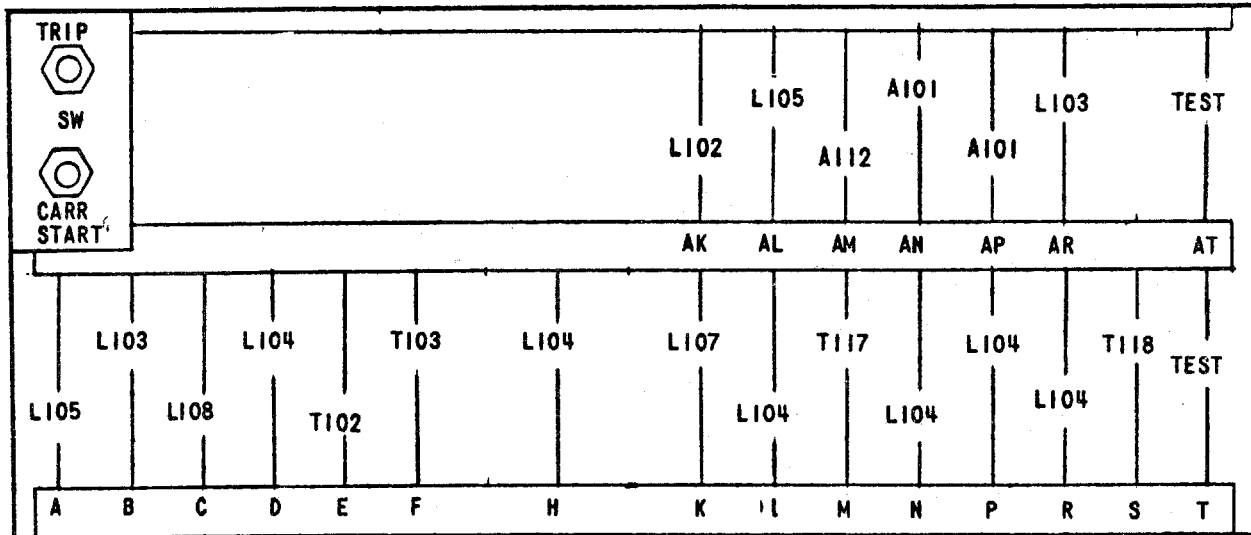 TRIP
SW
CARR
START
L102 L105 A112 A101 A101 L103 TEST
AK AL AM AN AP AR AT
L105 L103 L108 L104 T102 T103 L104 L107 L104 T117 L104 L104 L104 T118 TEST
A B C D E F H K M N P R S T